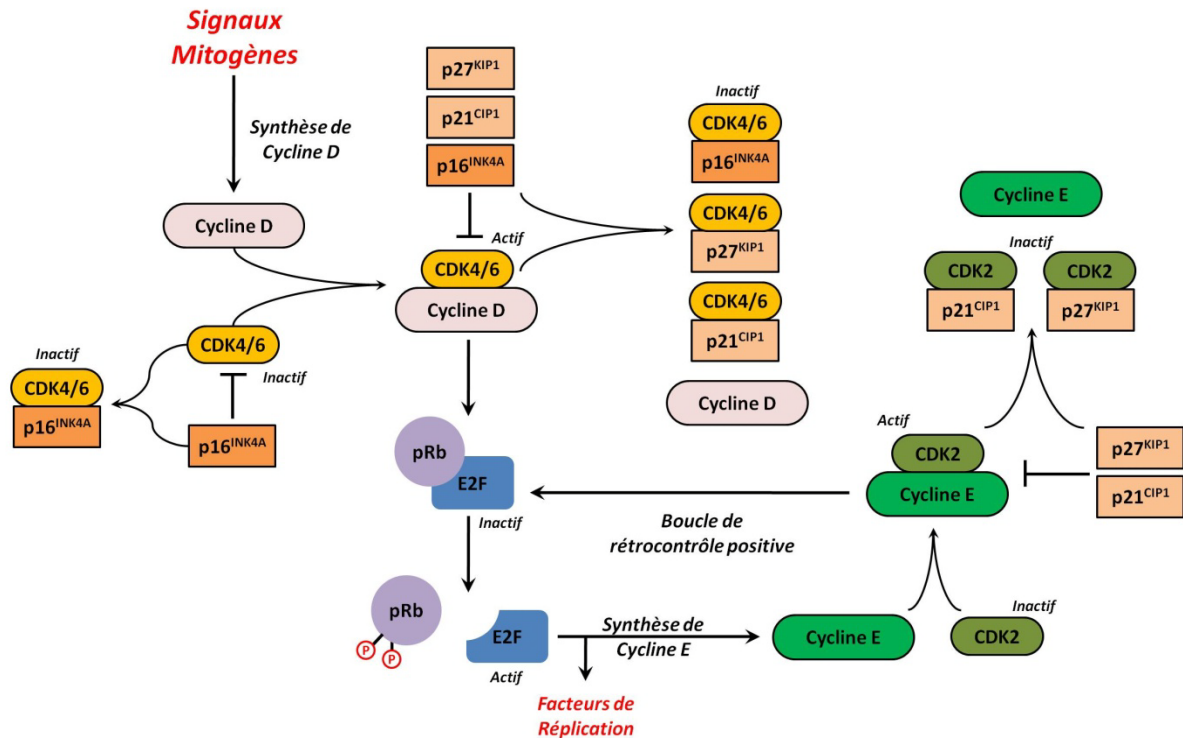 Signaux
Mitogènes
Synthèse de
Cycline D
Cycline D
CDK4/6
Inactif
Inactif
CDK4/6
p16INK4A
p16INK4A
p27KIP1
p21CIP1
p16INK4A
Actif
CDK4/6
Cycline D
Inactif
CDK4/6
p16INK4A
CDK4/6
p27KIP1
CDK4/6
p21CIP1
Cycline D
pRb
E2F
Inactif
pRb
P
P
E2F
Actif
Synthèse de
Cycline E
Facteurs de
Réplication
Boucle de
rétrocontrôle positive
Cycline E
Inactif
CDK2
Actif
CDK2
Cycline E
p27KIP1
p21CIP1
Cycline E
Inactif
CDK2
p21CIP1
CDK2
p27KIP1